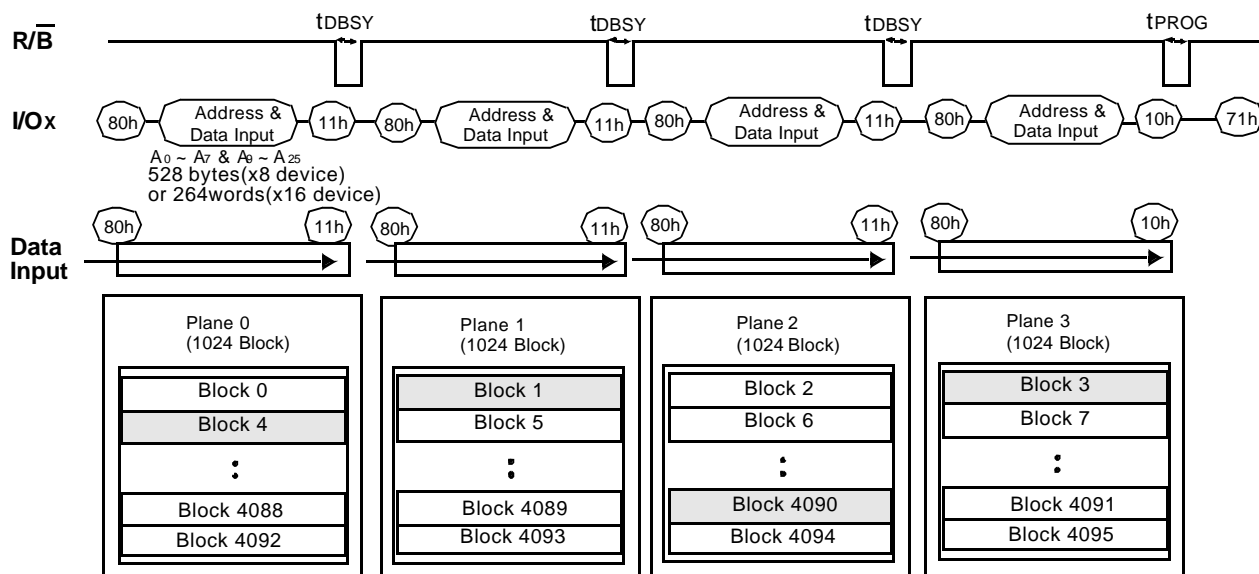 tDBSY tDBSY tDBSY tPROG
R/B
I/Ox 80h Address & Data Input 11h 80h Address & Data Input 11h 80h Address & Data Input 11h 80h Address & Data Input 10h 71h
A0 ~ A7 & A9 ~ A25
528 bytes(x8 device)
or 264words(x16 device)
80h 11h 80h 11h 80h 11h 80h 10h
Data
Input
Plane 0
(1024 Block)
Block 0
Block 4
:
Block 4088
Block 4092
Plane 1
(1024 Block)
Block 1
Block 5
:
Block 4089
Block 4093
Plane 2
(1024 Block)
Block 2
Block 6
:
Block 4090
Block 4094
Plane 3
(1024 Block)
Block 3
Block 7
:
Block 4091
Block 4095